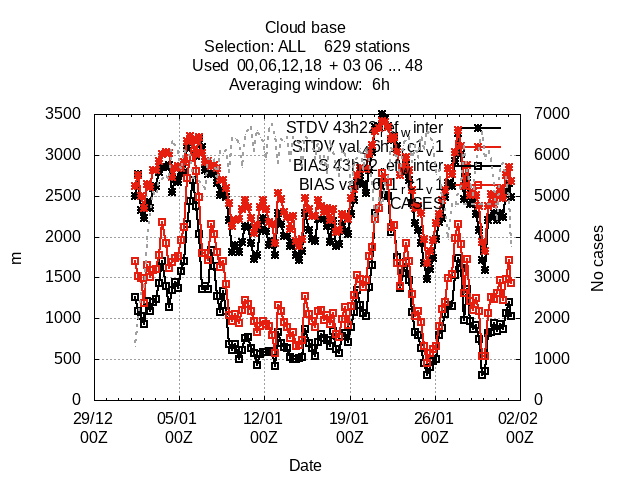 Cloud base
Selection: ALL 629 stations
Used 00,06,12,18 + 03 06 ... 48
Averaging window: 6h
3500 7000
STDV
BIAS
CASES
3000 6000
2500 5000
2000 4000
1500 3000
1000 2000
500 1000
0 0
m
No cases
29/12 05/01 12/01 19/01 26/01 02/02
00Z 00Z 00Z 00Z 00Z 00Z
Date